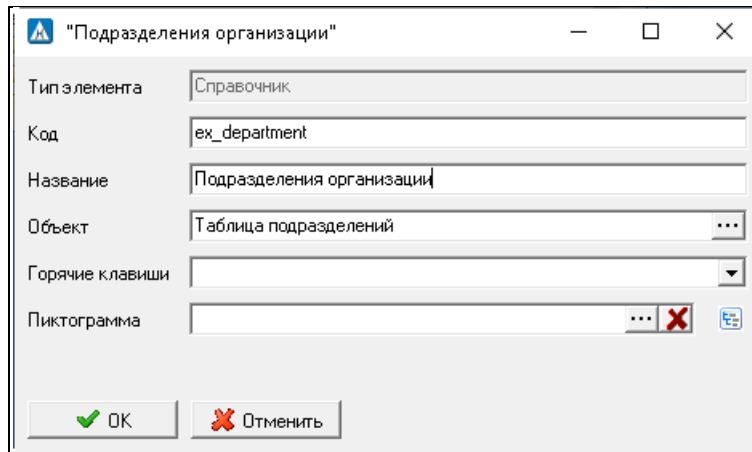 "Подразделения организации"
Тип элемента Справочник
Код ex_department
Название Подразделения организации
Объект Таблица подразделений ...
Горячие клавиши
Пиктограмма ...
OK Отменить